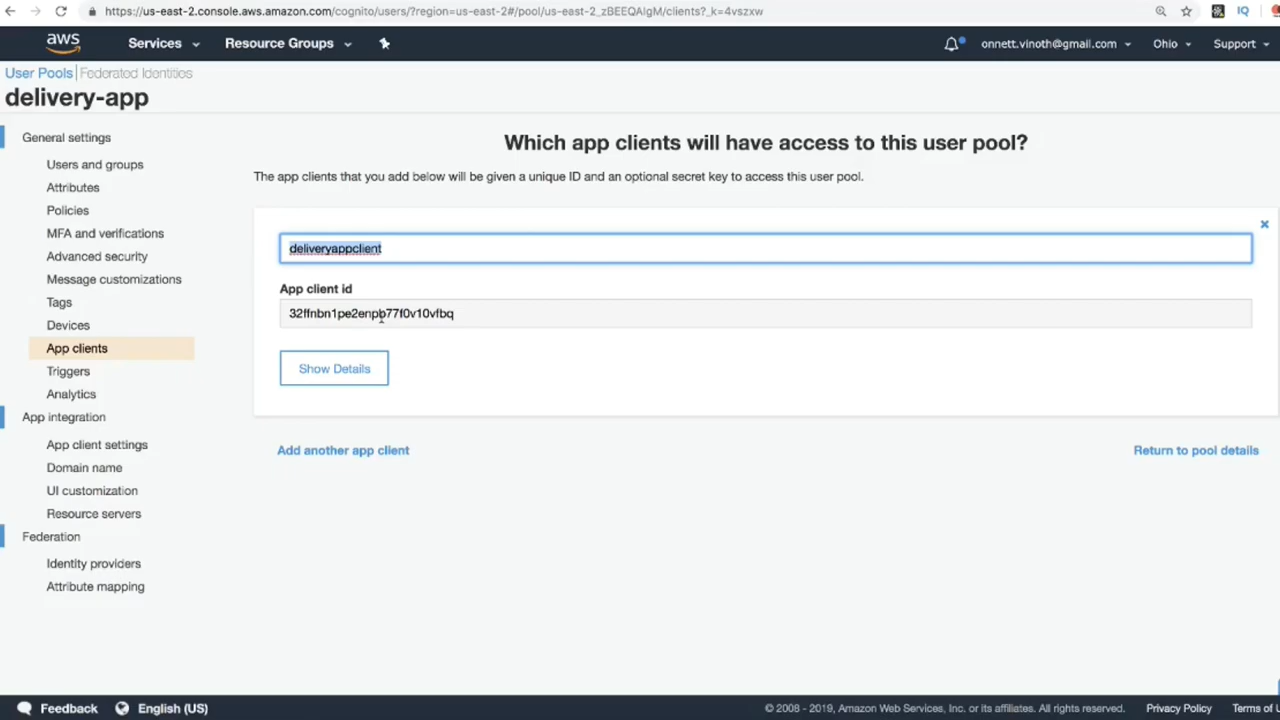 https://us-east-2.console.aws.amazon.com/cognito/users/?region=us-east-2#/pool/us-east-2_zBEEQAlgM/clients?_k=4vszxw
IQ
aws
Services
Resource Groups
onnett.vinoth@gmail.com
Ohio
Support
User Pools
Federated Identities
delivery-app
General settings
Users and groups
Attributes
Policies
MFA and verifications
Advanced security
Message customizations
Tags
Devices
App clients
Triggers
Analytics
App integration
App client settings
Domain name
UI customization
Resource servers
Federation
Identity providers
Attribute mapping
Which app clients will have access to this user pool?
The app clients that you add below will be given a unique ID and an optional secret key to access this user pool.
deliveryappclient
App client id
32ffnbn1pe2enpb77f0v10vfbq
Show Details
Add another app client
Return to pool details
Feedback
English (US)
© 2008 - 2019, Amazon Web Services, Inc. or its affiliates. All rights reserved.
Privacy Policy
Terms of